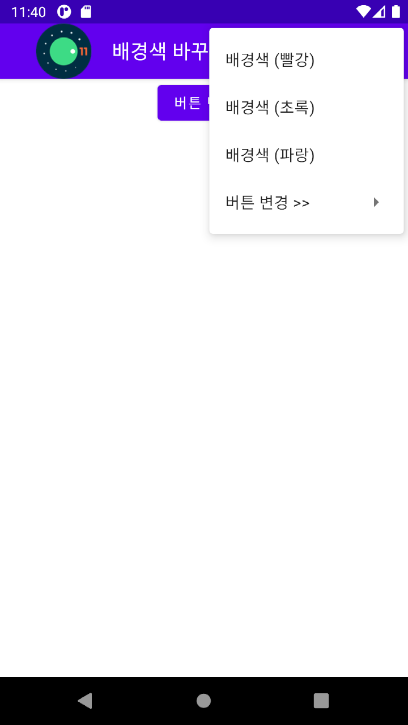 11:40
11
배경색 바꾸
버튼
배경색 (빨강)
배경색 (초록)
배경색 (파랑)
버튼 변경 >>